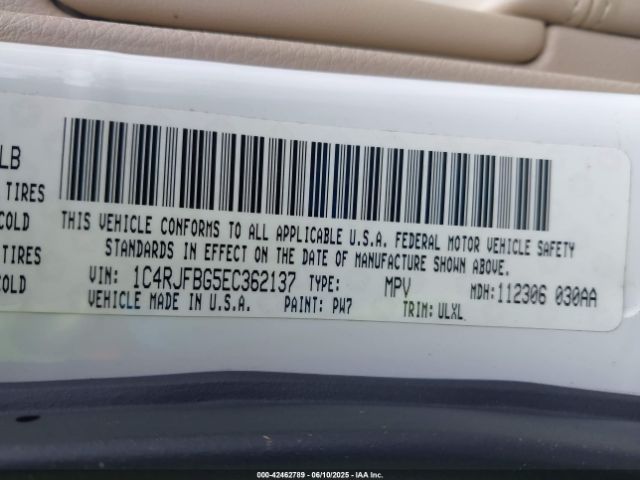 LB
TIRES
COLD
TIRES
COLD
THIS VEHICLE CONFORMS TO ALL APPLICABLE U.S.A. FEDERAL MOTOR VEHICLE SAFETY
STANDARDS IN EFFECT ON THE DATE OF MANUFACTURE SHOWN ABOVE.
VIN: 1C4RJFBG5EC362137 TYPE: MPV MDH:112306 030AA
VEHICLE MADE IN U.S.A. PAINT: PW7 TRIM: ULXL
000-42462789 - 06/10/2025 - IAA Inc.